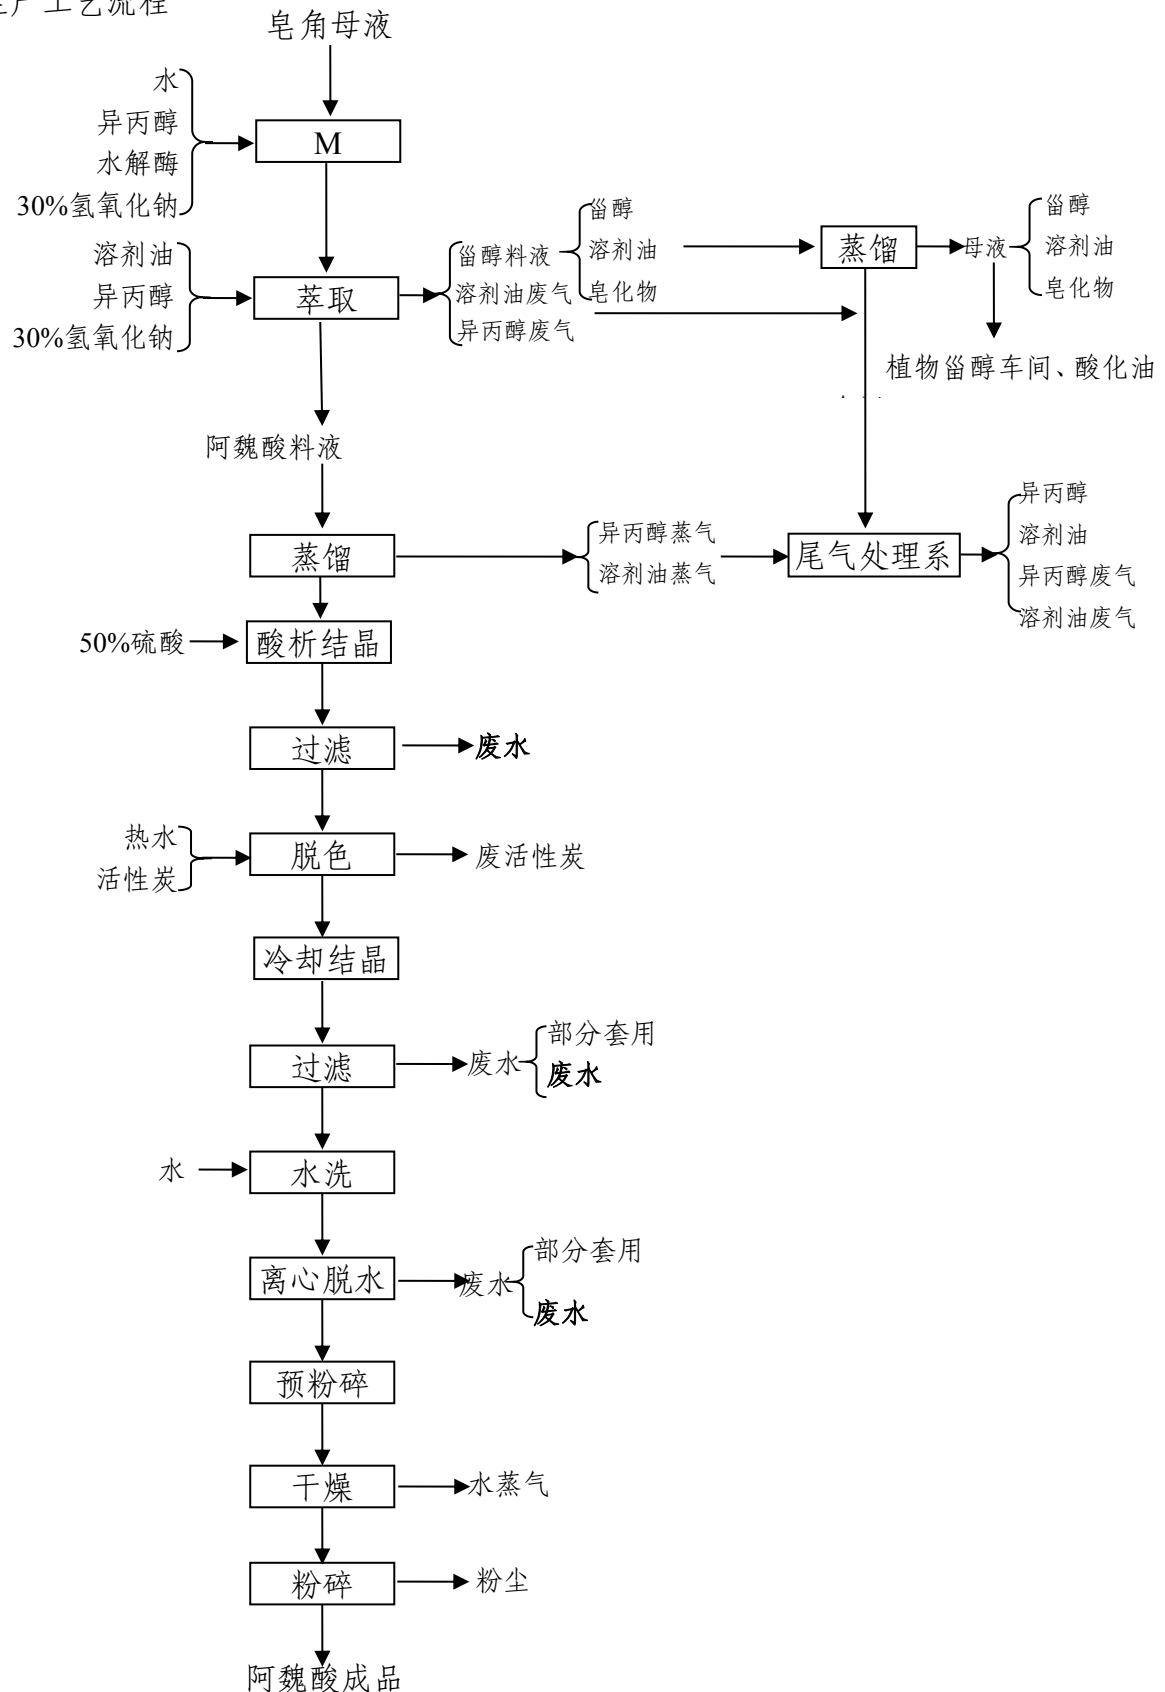 生产工艺流程
皂角母液
水
异丙醇
水解酶
30%氢氧化钠
M
溶剂油
异丙醇
30%氢氧化钠
萃取
甾醇料液
溶剂油废气
异丙醇废气
甾醇
溶剂油
皂化物
蒸馏
母液
甾醇
溶剂油
皂化物
植物甾醇车间、酸化油
阿魏酸料液
蒸馏
异丙醇蒸气
溶剂油蒸气
尾气处理系
异丙醇
溶剂油
异丙醇废气
溶剂油废气
50%硫酸
酸析结晶
过滤
废水
热水
活性炭
脱色
废活性炭
冷却结晶
过滤
废水
部分套用
废水
水
水洗
离心脱水
废水
部分套用
废水
预粉碎
干燥
水蒸气
粉碎
粉尘
阿魏酸成品